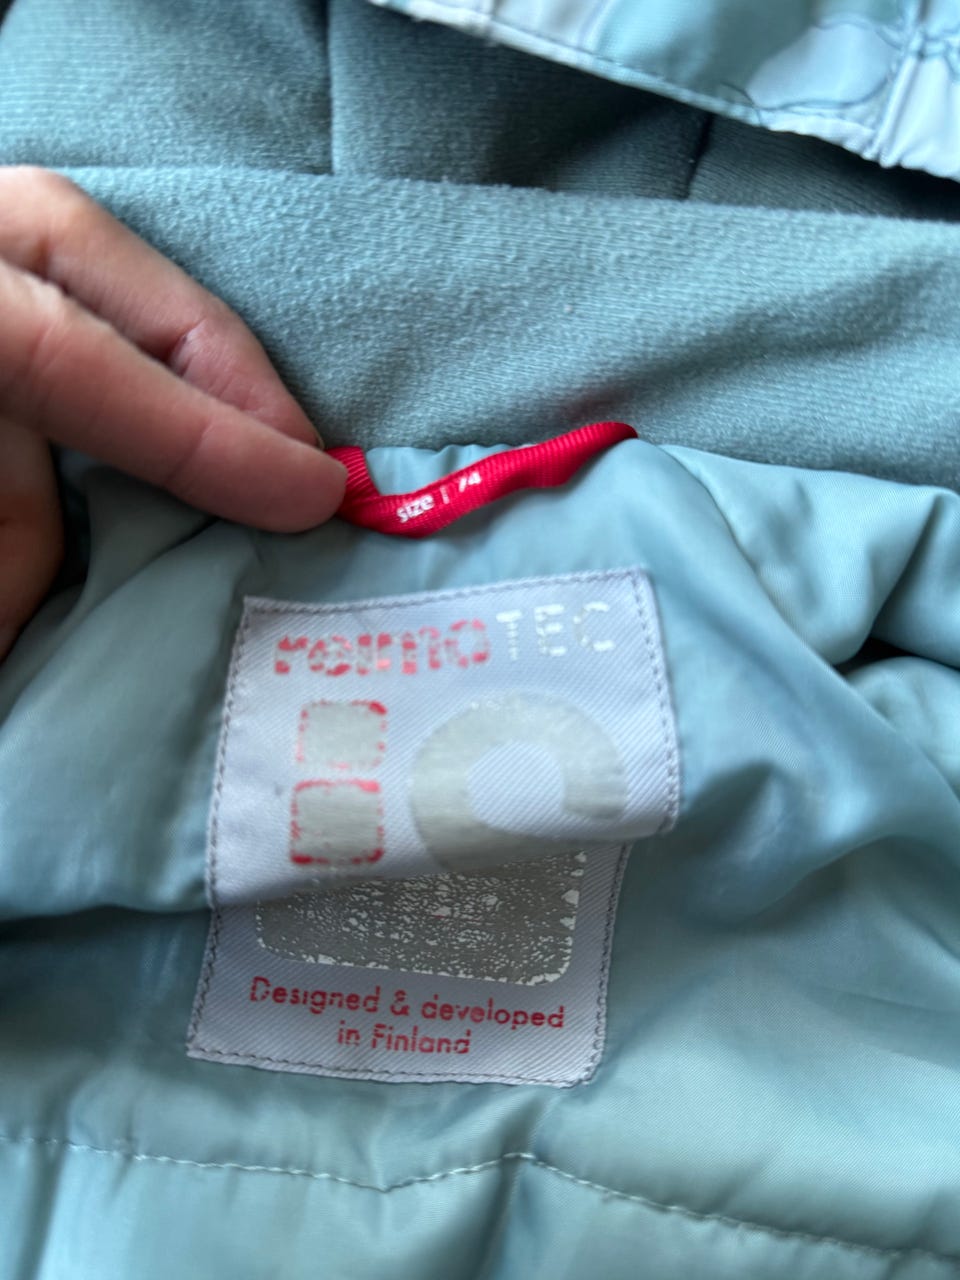 size | 74
reima TEC
Designed & developed
in Finland